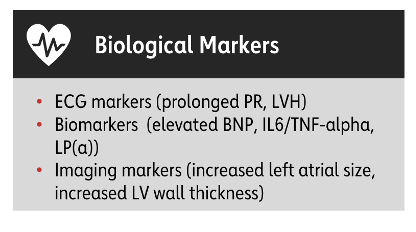 Biological Markers
• ECG markers (prolonged PR, LVH)
• Biomarkers (elevated BNP, IL6/TNF-alpha,
LP(a))
• Imaging markers (increased left atrial size,
increased LV wall thickness)